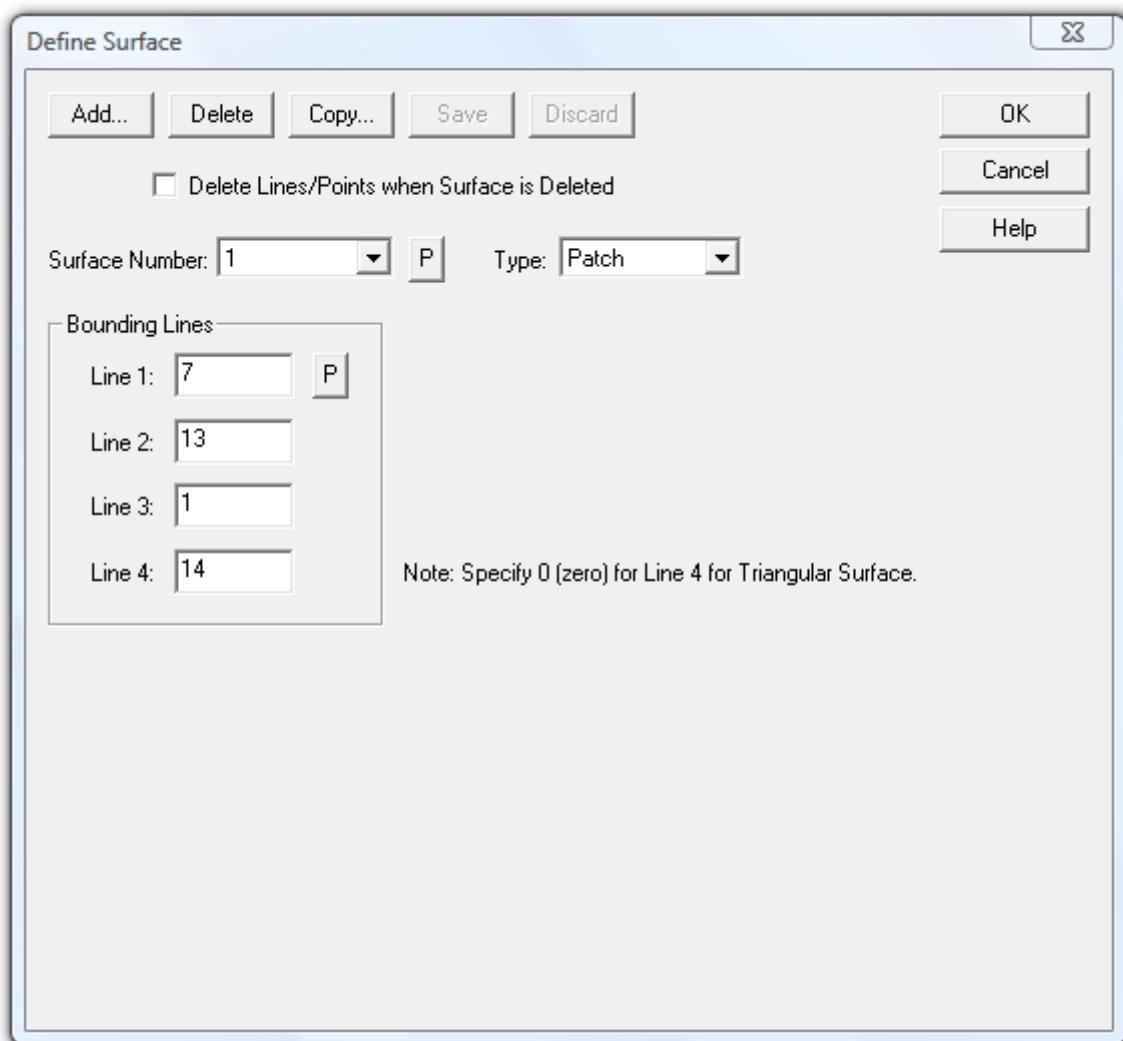 Define Surface
Add... Delete Copy... Save Discard OK
Cancel
Delete Lines/Points when Surface is Deleted
Help
Surface Number: 1 P Type: Patch
Bounding Lines
Line 1: 7 P
Line 2: 13
Line 3: 1
Line 4: 14 Note: Specify 0 (zero) for Line 4 for Triangular Surface.